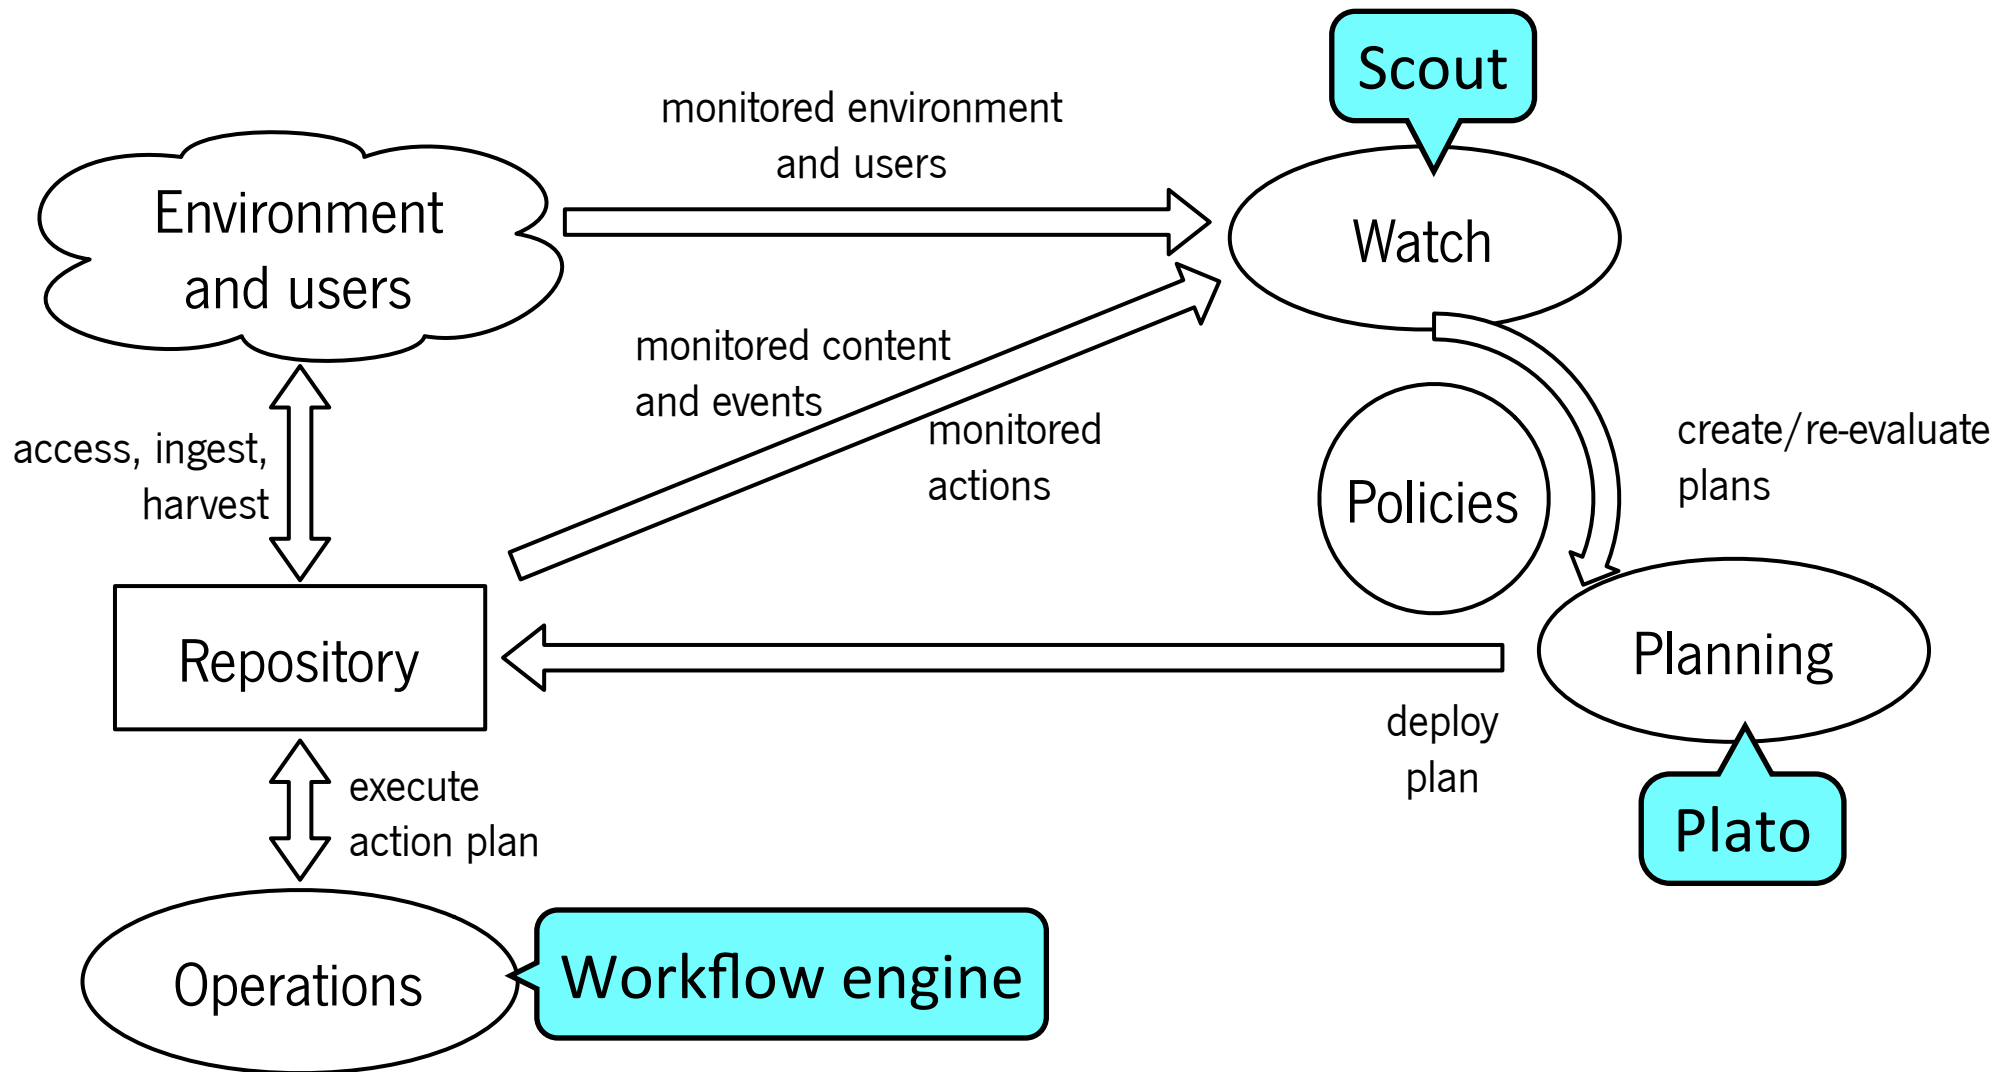 Scout
monitored environment
and users
Environment
and users
Watch
monitored content
and events
monitored
actions
access, ingest,
harvest
create/re-evaluate
plans
Policies
Repository
Planning
deploy
plan
execute
action plan
Plato
Operations
Workflow engine